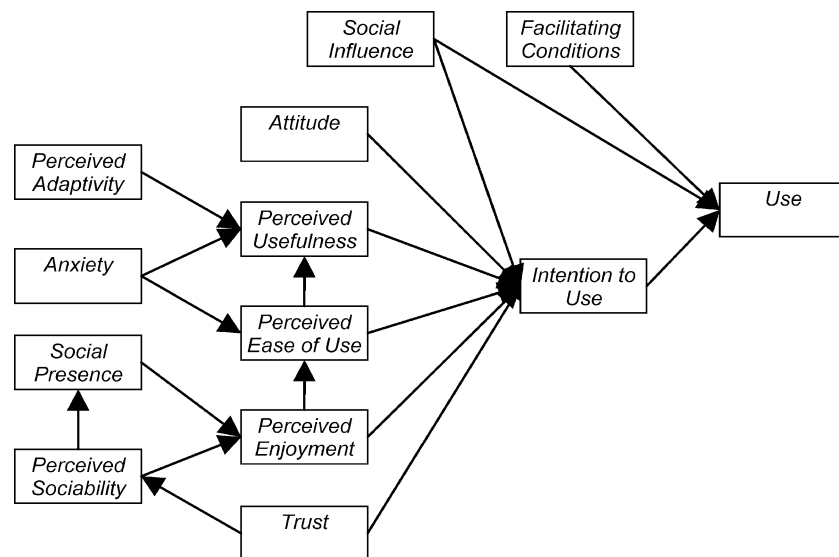 Social
Influence
Facilitating
Conditions
Attitude
Perceived
Adaptivity
Use
Perceived
Usefulness
Anxiety
Intention to
Use
Perceived
Ease of Use
Social
Presence
Perceived
Enjoyment
Perceived
Sociability
Trust